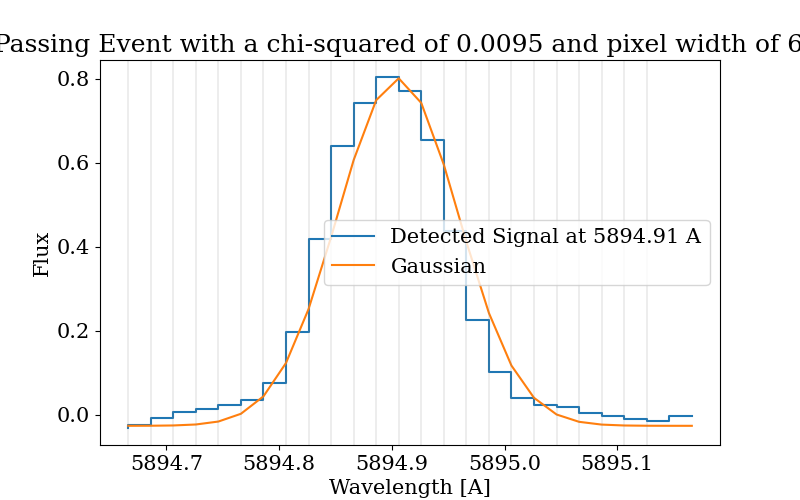 Passing Event with a chi-squared of 0.0095 and pixel width of 6
0.8
0.6
0.4
0.2
0.0
Flux
Detected Signal at 5894.91 A
Gaussian
5894.7 5894.8 5894.9 5895.0 5895.1
Wavelength [A]